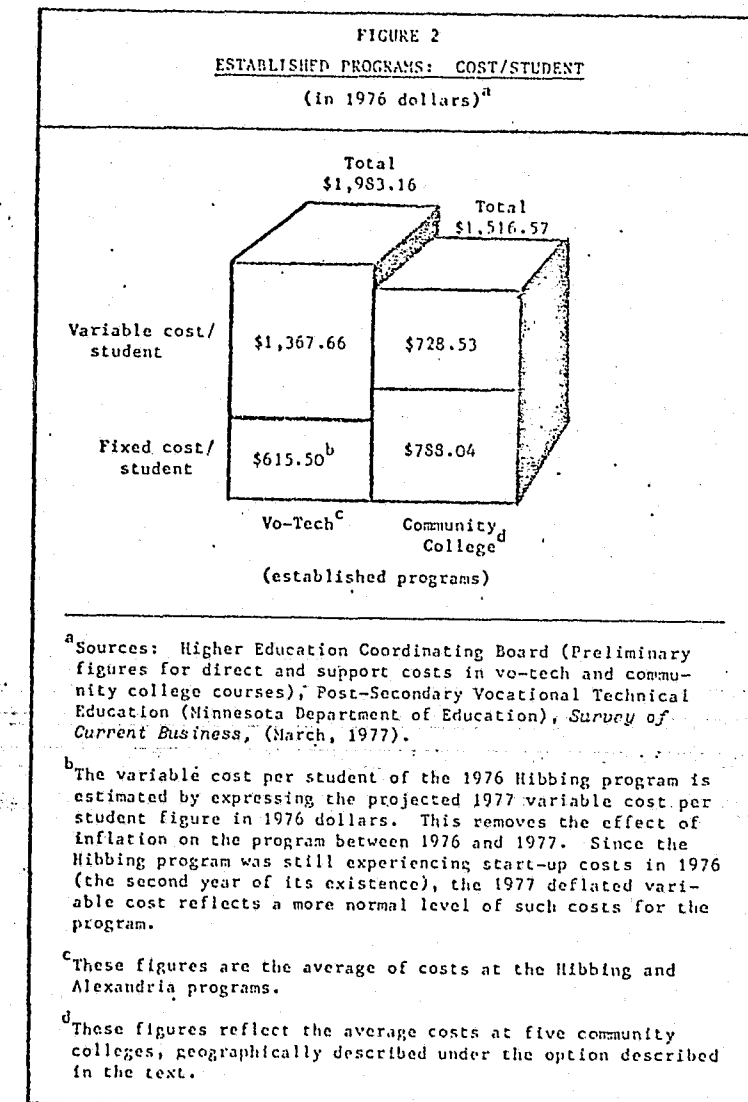 FIGURE 2
ESTABLISHED PROGRAMS: COST/STUDENT
(in 1976 dollars)a
Total
$1,983.16
Total
$1,516.57
Variable cost/
student
$1,367.66
$728.53
Fixed cost/
student
$615.50b
$788.04
Vo-Techc
Community
Colleged
(established programs)
aSources: Higher Education Coordinating Board (Preliminary
figures for direct and support costs in vo-tech and commu-
nity college courses), Post-Secondary Vocational Technical
Education (Minnesota Department of Education), Survey of
Current Business, (March, 1977).
bThe variable cost per student of the 1976 Hibbing program is
estimated by expressing the projected 1977 variable cost per
student figure in 1976 dollars. This removes the effect of
inflation on the program between 1976 and 1977. Since the
Hibbing program was still experiencing start-up costs in 1976
(the second year of its existence), the 1977 deflated vari-
able cost reflects a more normal level of such costs for the
program.
cThese figures are the average of costs at the Hibbing and
Alexandria programs.
dThese figures reflect the average costs at five community
colleges, geographically described under the option described
in the text.